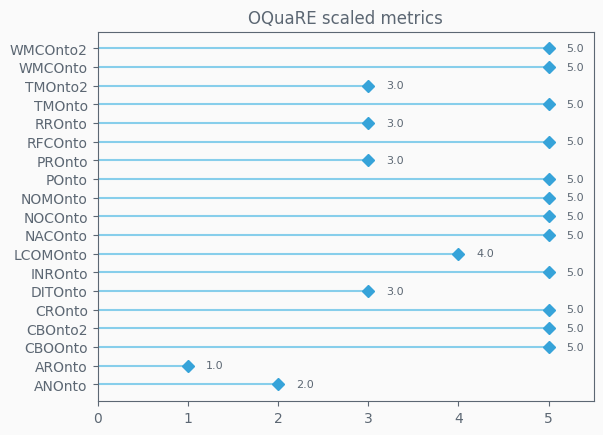 OQuaRE scaled metrics
WMCOnto2 5.0
WMCOnto 5.0
TMOnto2 3.0
TMOnto 5.0
RROnto 3.0
RFCOnto 5.0
PROnto 3.0
POnto 5.0
NOMOnto 5.0
NOCOnto 5.0
NACOnto 5.0
LCOMOnto 4.0
INROnto 5.0
DITOnto 3.0
CROnto 5.0
CBOnto2 5.0
CBOOnto 5.0
AROnto 1.0
ANOnto 2.0
0 1 2 3 4 5